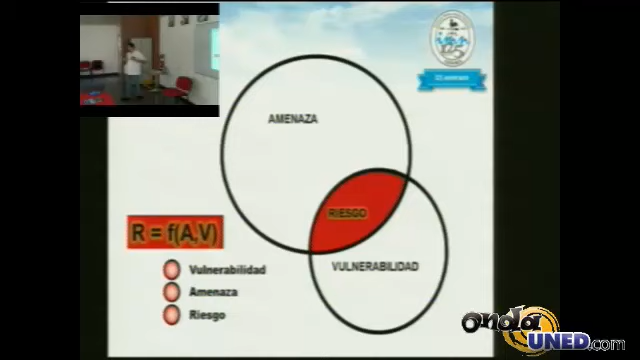 AMENAZA
RIESGO
VULNERABILIDAD
R = f(A,V)
Vulnerabilidad
Amenaza
Riesgo
onda
UNED.com